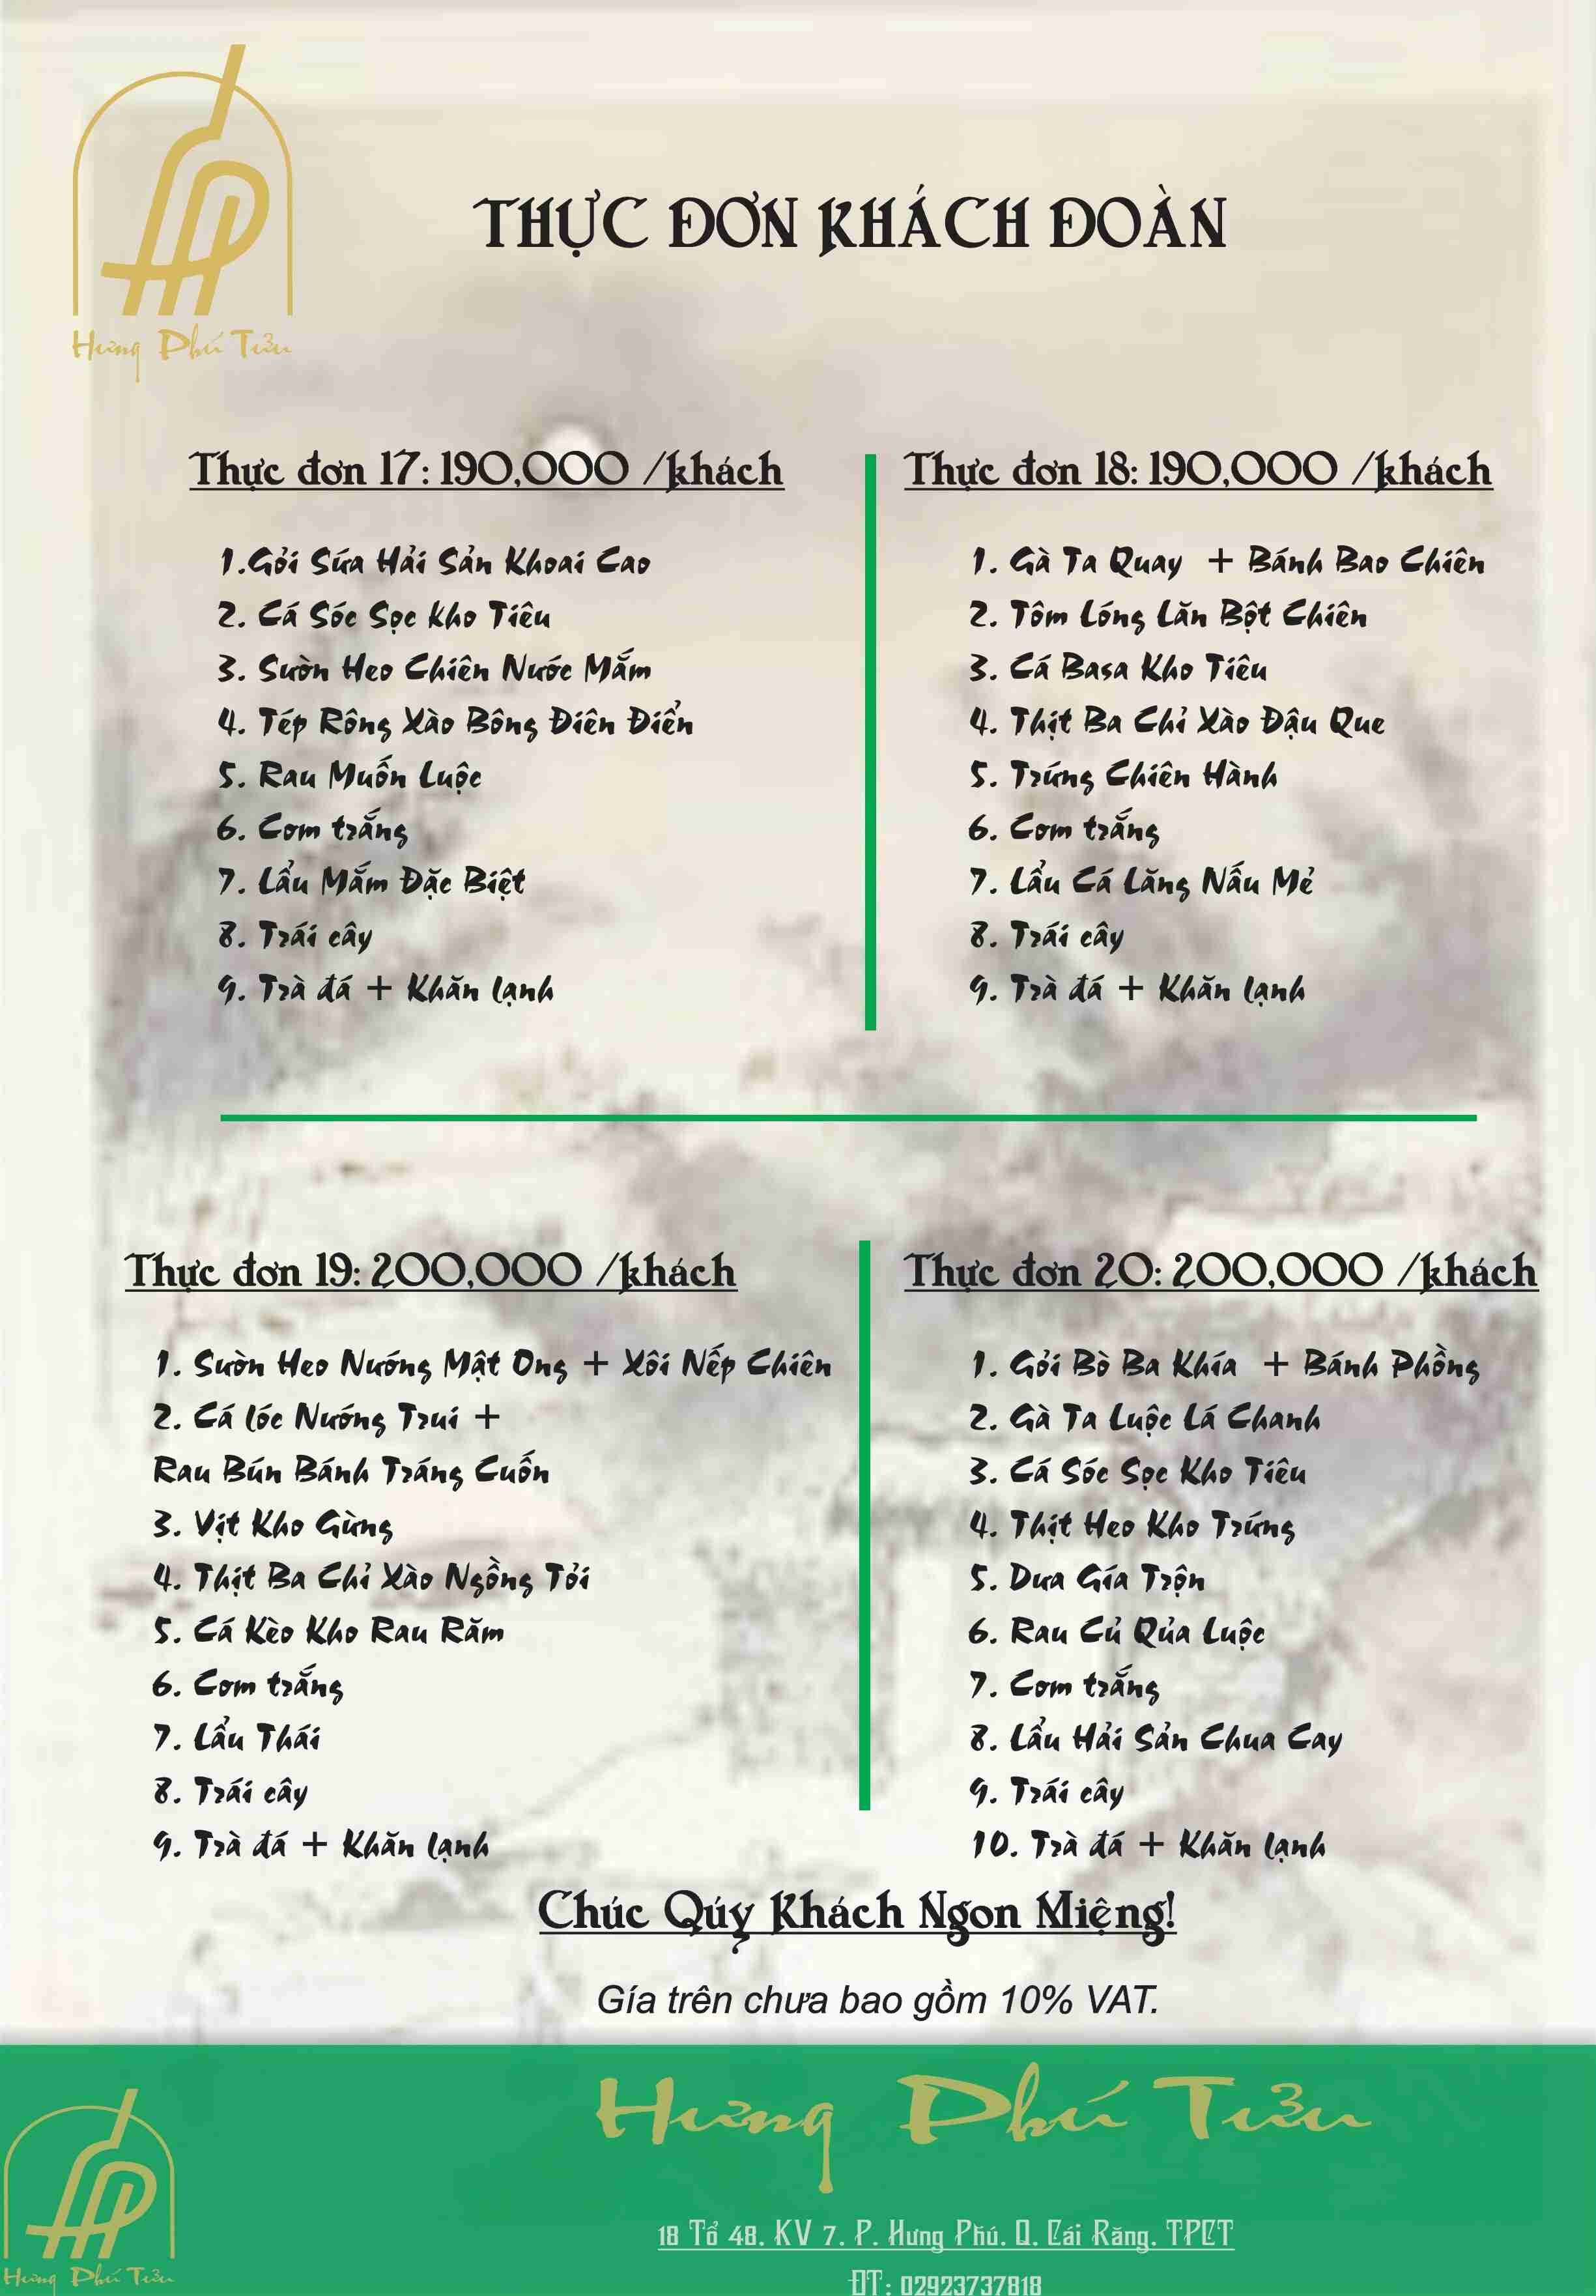 Hưng Phú Tửu
THỰC ĐƠN KHÁCH ĐOÀN
Thực đơn 17: 190,000 /khách
1.Gỏi Sứa Hải Sản Khoai Cao
2. Cá Sóc Sọc kho Tiêu
3. Sườn Heo Chiên Nước Mắm
4. Tép Rông Xào Bông Điên Điển
5. Rau Muốn Luộc
6. Cơm trắng
7. Lẩu Mắm Đặc Biệt
8. Trái cây
9. Trà đá + Khăn lạnh
Thực đơn 18: 190,000 /khách
1. Gà Ta Quay + Bánh Bao Chiên
2. Tôm Lóng Lăn Bột Chiên
3. Cá Basa Kho Tiêu
4. Thịt Ba Chỉ Xào Đậu Que
5. Trứng Chiên Hành
6. Cơm trắng
7. Lẩu Cá Lăng Nấu Mẻ
8. Trái cây
9. Trà đá + Khăn lạnh
Thực đơn 19: 200,000 /khách
1. Sườn Heo Nướng Mật Ong + Xôi Nếp Chiên
2. Cá lóc Nướng Trui +
Rau Bún Bánh Tráng Cuốn
3. Vịt Kho Gừng
4. Thịt Ba Chỉ Xào Ngồng Tỏi
5. Cá Kèo Kho Rau Răm
6. Cơm trắng
7. Lẩu Thái
8. Trái cây
9. Trà đá + Khăn lạnh
Thực đơn 20: 200,000 /khách
1. Gỏi Bò Ba Khía + Bánh Phồng
2. Gà Ta Luộc Lá Chanh
3. Cá Sóc Sọc Kho Tiêu
4. Thịt Heo Kho Trứng
5. Dưa Gía Trộn
6. Rau Củ Qủa Luộc
7. Cơm trắng
8. Lẩu Hải Sản Chua Cay
9. Trái cây
10. Trà đá + Khăn lạnh
Chúc Qúy Khách Ngon Miệng!
Gía trên chưa bao gồm 10% VAT.
Hưng Phú Tửu
Hưng Phú Tửu
18 Tổ 48. KV 7. P. Hưng Phú. Q. Cái Răng. TPCT
ĐT: 02923737818